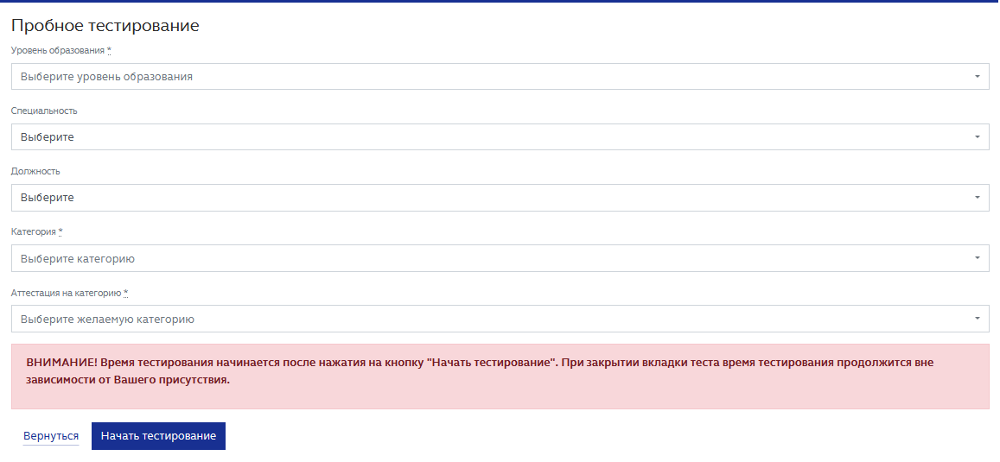 Пробное тестирование
Уровень образования *
Выберите уровень образования
Специальность
Выберите
Должность
Выберите
Категория *
Выберите категорию
Аттестация на категорию *
Выберите желаемую категорию
ВНИМАНИЕ! Время тестирования начинается после нажатия на кнопку "Начать тестирование". При закрытии вкладки теста время тестирования продолжится вне
зависимости от Вашего присутствия.
Вернуться Начать тестирование